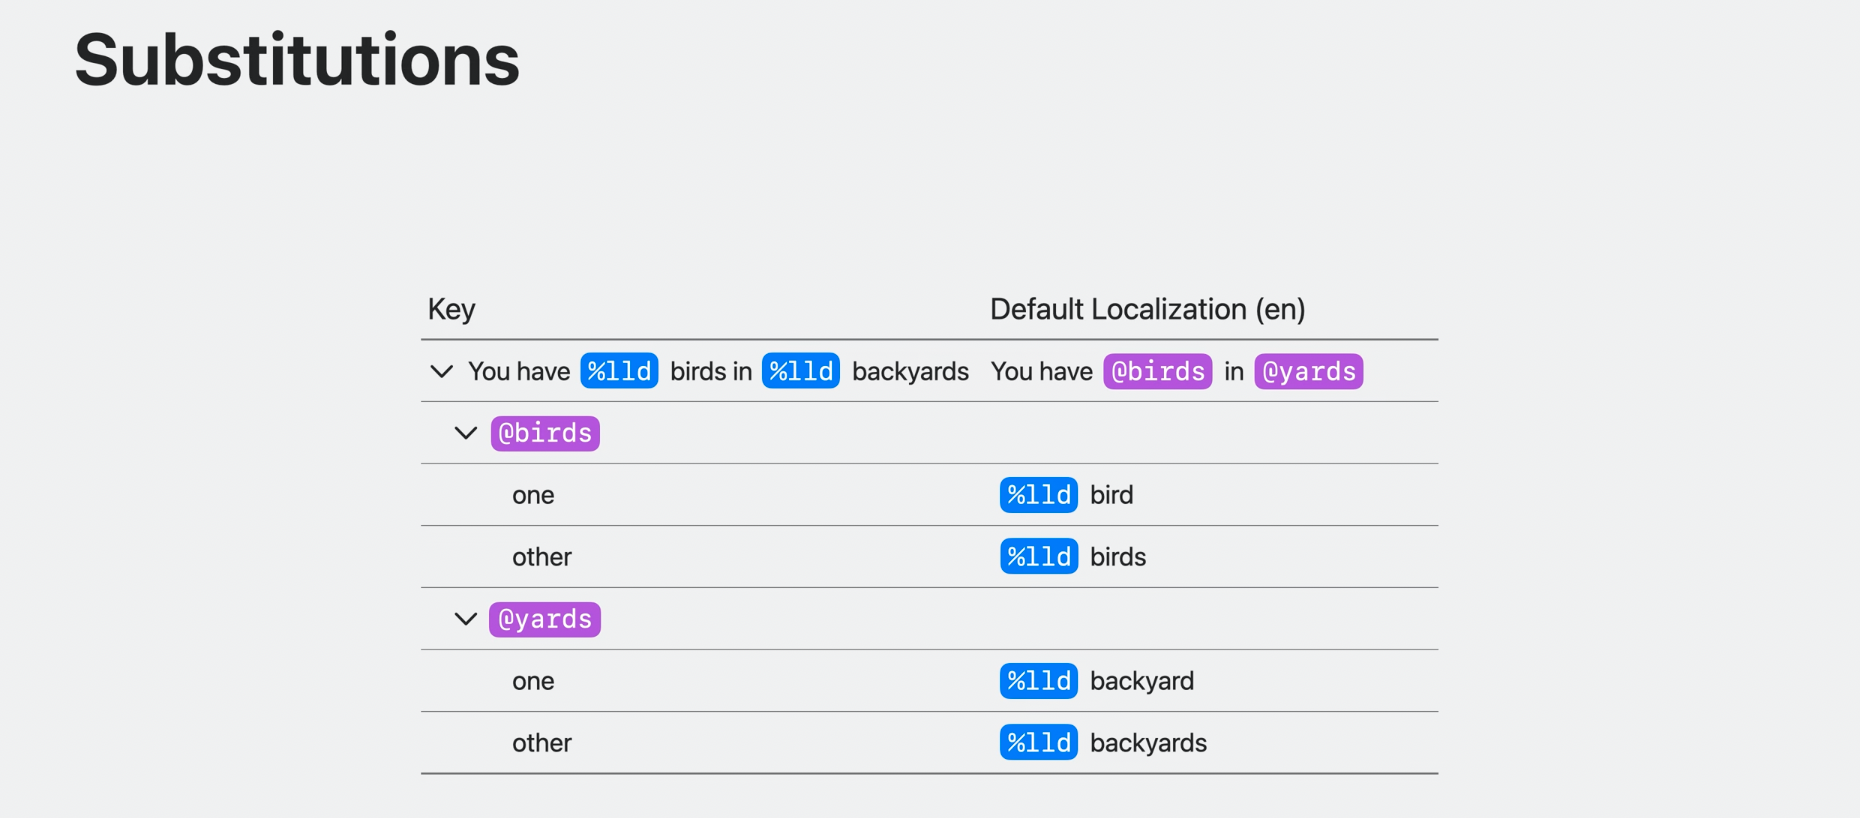 Substitutions
Key Default Localization (en)
You have %lld birds in %lld backyards You have @birds in @yards
@birds
one %lld bird
other %lld birds
@yards
one %lld backyard
other %lld backyards